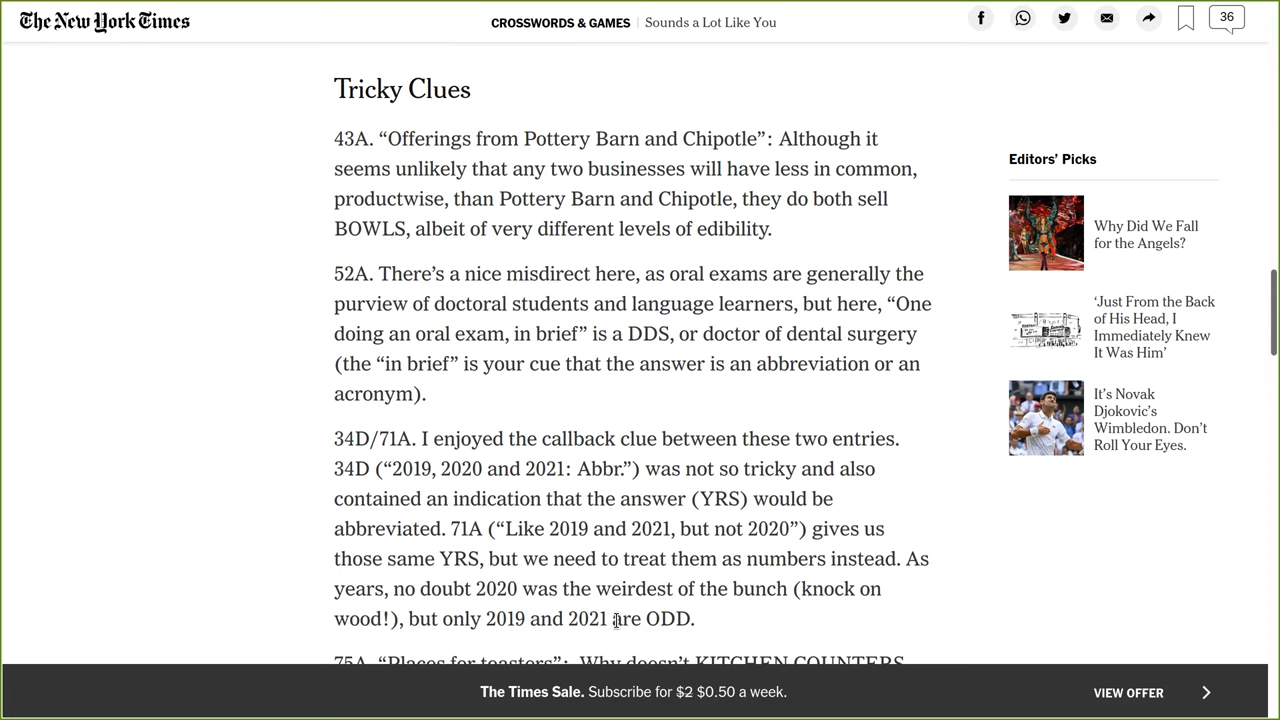 The New York Times
CROSSWORDS & GAMES | Sounds a Lot Like You
36
Tricky Clues
43A. “Offerings from Pottery Barn and Chipotle”: Although it
seems unlikely that any two businesses will have less in common,
productwise, than Pottery Barn and Chipotle, they do both sell
BOWLS, albeit of very different levels of edibility.
52A. There’s a nice misdirect here, as oral exams are generally the
purview of doctoral students and language learners, but here, “One
doing an oral exam, in brief” is a DDS, or doctor of dental surgery
(the “in brief” is your cue that the answer is an abbreviation or an
acronym).
34D/71A. I enjoyed the callback clue between these two entries.
34D (“2019, 2020 and 2021: Abbr.”) was not so tricky and also
contained an indication that the answer (YRS) would be
abbreviated. 71A (“Like 2019 and 2021, but not 2020”) gives us
those same YRS, but we need to treat them as numbers instead. As
years, no doubt 2020 was the weirdest of the bunch (knock on
wood!), but only 2019 and 2021 are ODD.
75A. “Places for toasters”: Why doesn’t KITCHEN COUNTERS
Editors’ Picks
Why Did We Fall
for the Angels?
‘Just From the Back
of His Head, I
Immediately Knew
It Was Him’
It’s Novak
Djokovic’s
Wimbledon. Don’t
Roll Your Eyes.
The Times Sale. Subscribe for $2 $0.50 a week.
VIEW OFFER